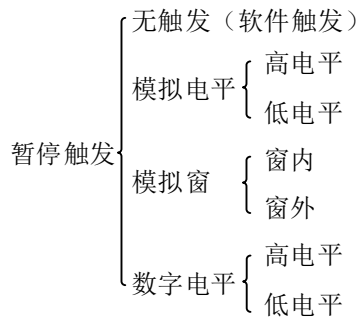 无触发（软件触发）
高电平
模拟电平
低电平
暂停触发
窗内
模拟窗
窗外
高电平
数字电平
低电平